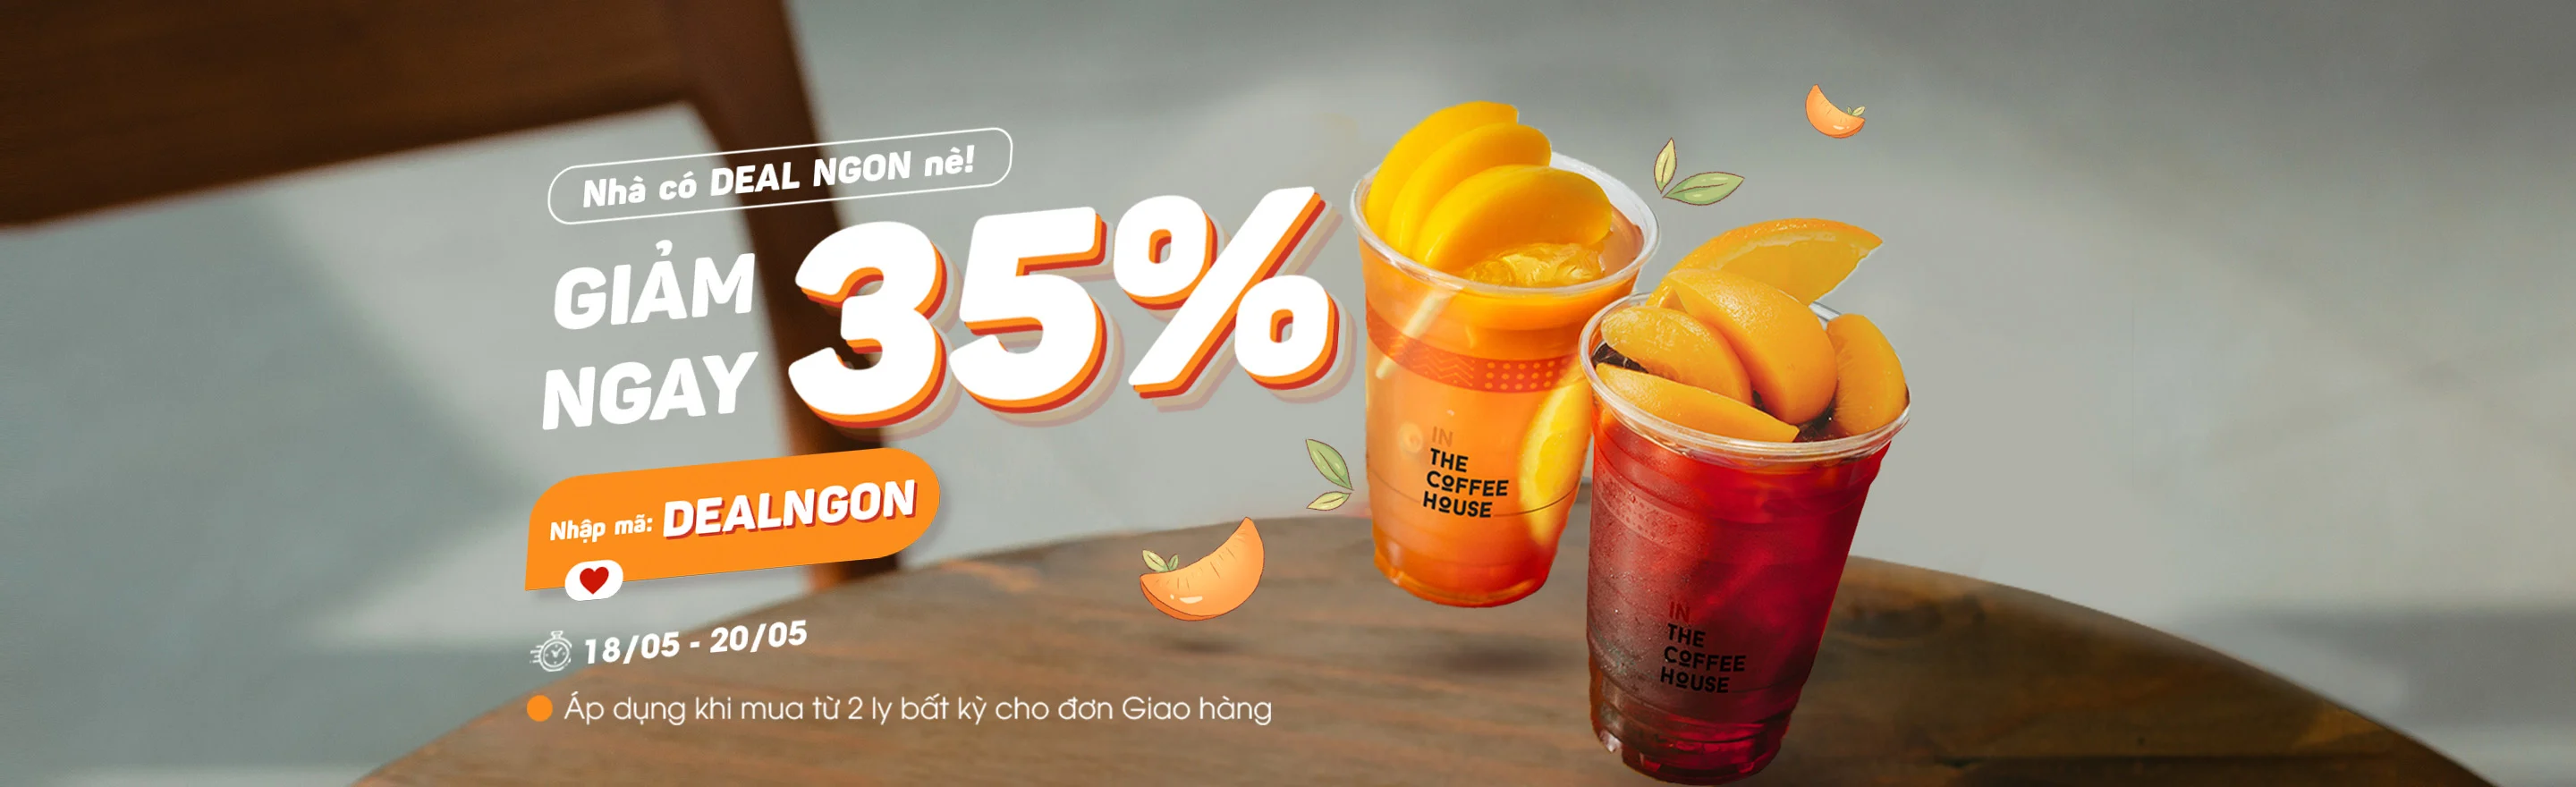 Nhà có DEAL NGON nè!
GIẢM
NGAY
35%
Nhập mã: DEALNGON
18/05 - 20/05
Áp dụng khi mua từ 2 ly bất kỳ cho đơn Giao hàng
IN
THE
COFFEE
HOUSE
IN
THE
COFFEE
HOUSE